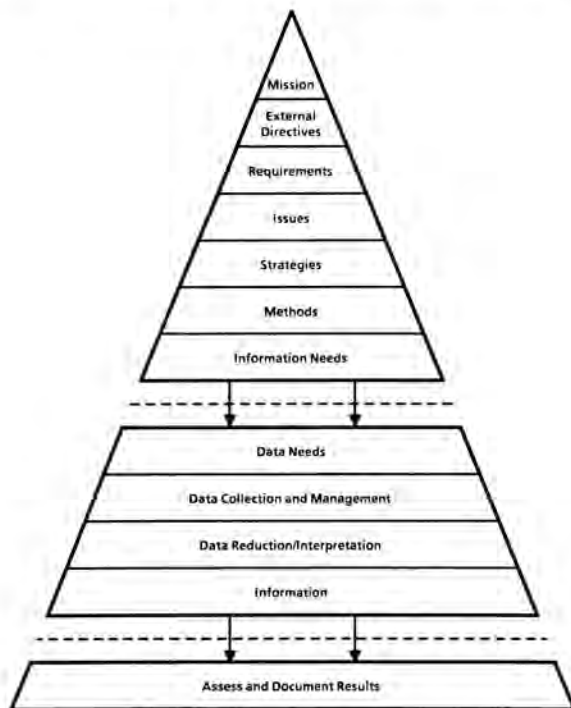 Mission
External
Directives
Requirements
Issues
Strategies
Methods
Information Needs
Data Needs
Data Collection and Management
Data Reduction/Interpretation
Information
Assess and Document Results